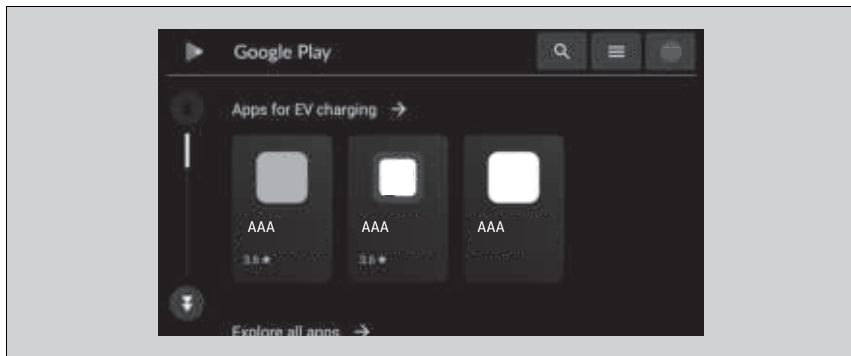 Google Play
Apps for EV charging →
AAA AAA AAA
3.6★ 3.6★
Explore all apps →